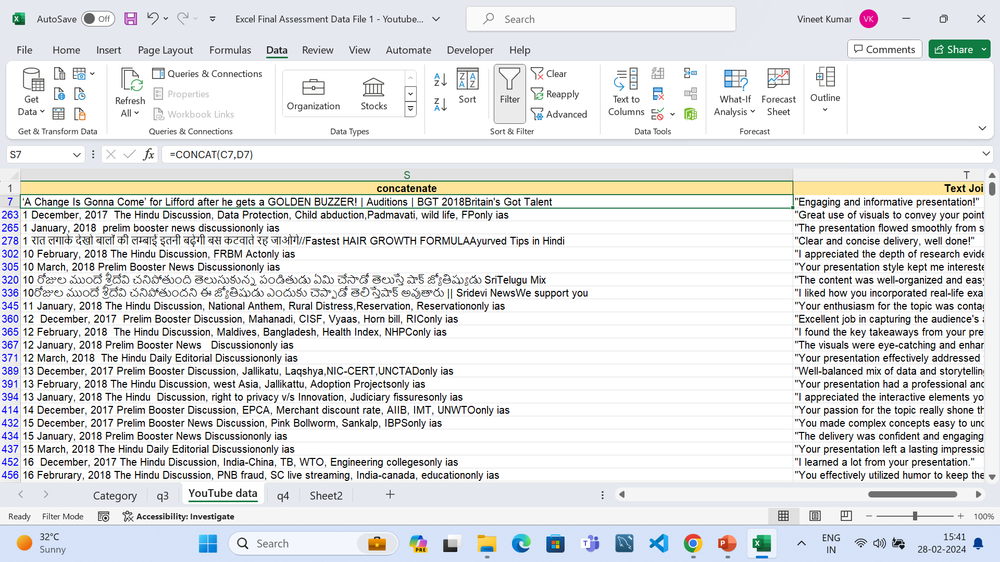 AutoSave Off Excel Final Assessment Data File 1 - Youtube... Search Vineet Kumar VK
File Home Insert Page Layout Formulas Data Review View Automate Developer Help Comments Share
Get Data Refresh All Queries & Connections Properties Workbook Links Organization Stocks Sort Filter Clear Reapply Advanced Text to Columns What-If Analysis Forecast Sheet Outline
Get & Transform Data Queries & Connections Data Types Sort & Filter Data Tools Forecast
S7 fx =CONCAT(C7,D7)
S T
1 concatenate Text Joi
7 ‘A Change Is Gonna Come’ for Lifford after he gets a GOLDEN BUZZER! | Auditions | BGT 2018Britain's Got Talent "Engaging and informative presentation!"
263 1 December, 2017  The Hindu Discussion, Data Protection, Child abduction,Padmavati, wild life, FPonly ias "Great use of visuals to convey your point
265 1 January, 2018  prelim booster news discussiononly ias "The presentation flowed smoothly from s
278 1 रात लगाके देखो बालों की लम्बाई इतनी बढ़ेगी बस कटवाते रह जाओगे//Fastest HAIR GROWTH FORMULAAyurved Tips in Hindi "Clear and concise delivery, well done!"
302 10 February, 2018 The Hindu Discussion, FRBM Actonly ias "I appreciated the depth of research evide
305 10 March, 2018 Prelim Booster News Discussiononly ias "Your presentation style kept me intereste
320 10 రోజుల ముందే శ్రీదేవి చనిపోతుంది తెలుసుకున్న పండితుడు ఏమి చేసాడో తెలుస్తే షాక్ జ్యోతిష్యుడు SriTelugu Mix "The content was well-organized and easy
336 10రోజుల ముందే శ్రీదేవి చనిపోతుందని ఈ జ్యోతిషుడు ఎందుకు చెప్పాడో తెలిస్తేషాక్ అవుతారు || Sridevi NewsWe support you "I liked how you incorporated real-life exa
345 11 January, 2018 The Hindu Discussion, National Anthem, Rural Distress,Reservation, Reservationonly ias "Your enthusiasm for the topic was contag
360 12  December, 2017  Prelim Booster Discussion, Mahanadi, CISF, Vyaas, Horn bill, RIConly ias "Excellent job in capturing the audience's a
365 12 February, 2018  The Hindu Discussion, Maldives, Bangladesh, Health Index, NHPConly ias "I found the key takeaways from your pre
367 12 January, 2018 Prelim Booster News   Discussiononly ias "The visuals were eye-catching and enhan
371 12 March, 2018  The Hindu Daily Editorial Discussiononly ias "Your presentation effectively addressed
389 13 December, 2017 Prelim Booster Discussion, Jallikatu, Laqshya,NIC-CERT,UNCTADonly ias "Well-balanced mix of data and storytelling
391 13 February, 2018 The Hindu Discussion, west Asia, Jallikattu, Adoption Projectsonly ias "Your presentation had a professional and
394 13 January, 2018 The Hindu  Discussion, right to privacy v/s Innovation, Judiciary fissuresonly ias "I appreciated the interactive elements yo
414 14 December, 2017 Prelim Booster Discussion, EPCA, Merchant discount rate, AIIB, IMT, UNWTOonly ias "Your passion for the topic really shone th
432 15 December, 2017 Prelim Booster News Discussion, Pink Bollworm, Sankalp, IBPSonly ias "You made complex concepts easy to und
434 15 January, 2018 Prelim Booster News Discussiononly ias "The delivery was confident and engaging
437 15 March, 2018 The Hindu Daily Editorial Discussiononly ias "Your presentation left a lasting impressio
452 16  December, 2017 The Hindu Discussion, India-China, TB, WTO, Engineering collegesonly ias "I learned a lot from your presentation."
456 16 Februrary, 2018 The Hindu Discussion, PNB fraud, SC live streaming, India-canada, educationonly ias "You effectively utilized humor to keep the
Category q3 YouTube data q4 Sheet2
Ready Filter Mode Accessibility: Investigate 100%
32°C Sunny Search PRE ENG IN 15:41 28-02-2024